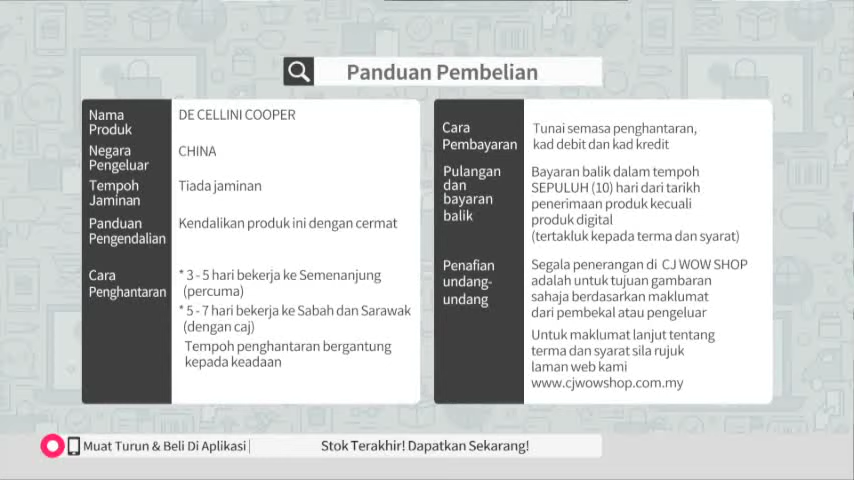 Panduan Pembelian
Nama
Produk
DE CELLINI COOPER
Negara
Pengeluar
CHINA
Tempoh
Jaminan
Tiada jaminan
Panduan
Pengendalian
Kendalikan produk ini dengan cermat
Cara
Penghantaran
* 3 - 5 hari bekerja ke Semenanjung
(percuma)
* 5 - 7 hari bekerja ke Sabah dan Sarawak
(dengan caj)
Tempoh penghantaran bergantung
kepada keadaan
Cara
Pembayaran
Tunai semasa penghantaran,
kad debit dan kad kredit
Pulangan
dan
bayaran
balik
Bayaran balik dalam tempoh
SEPULUH (10) hari dari tarikh
penerimaan produk kecuali
produk digital
(tertakluk kepada terma dan syarat)
Penafian
undang-
undang
Segala penerangan di CJ WOW SHOP
adalah untuk tujuan gambaran
sahaja berdasarkan maklumat
dari pembekal atau pengeluar
Untuk maklumat lanjut tentang
terma dan syarat sila rujuk
laman web kami
www.cjwowshop.com.my
Muat Turun & Beli Di Aplikasi
Stok Terakhir! Dapatkan Sekarang!